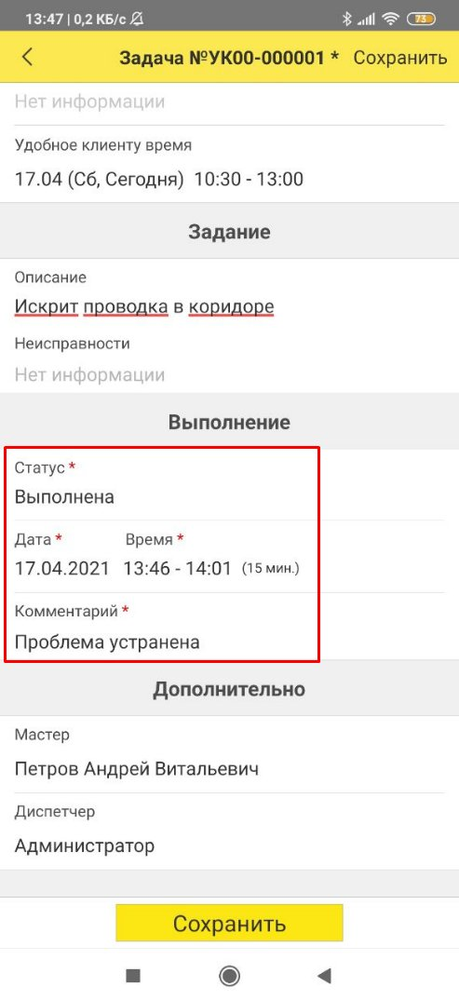 13:47 | 0,2 КБ/с
73
Задача №УК00-000001 * Сохранить
Нет информации
Удобное клиенту время
17.04 (Сб, Сегодня) 10:30 - 13:00
Задание
Описание
Искрит проводка в коридоре
Неисправности
Нет информации
Выполнение
Статус *
Выполнена
Дата * Время *
17.04.2021 13:46 - 14:01 (15 мин.)
Комментарий *
Проблема устранена
Дополнительно
Мастер
Петров Андрей Витальевич
Диспетчер
Администратор
Сохранить